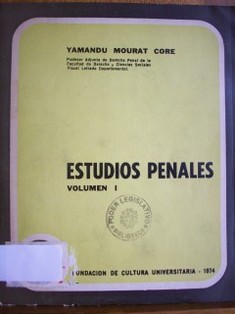 YAMANDU MOURAT CORE
Profesor Adjunto de Derecho Penal de la
Facultad de Derecho y Ciencias Sociales
Fiscal Letrado Departamental.
ESTUDIOS PENALES
VOLUMEN I
PODER LEGISLATIVO
BIBLIOTECA
FUNDACION DE CULTURA UNIVERSITARIA - 1974